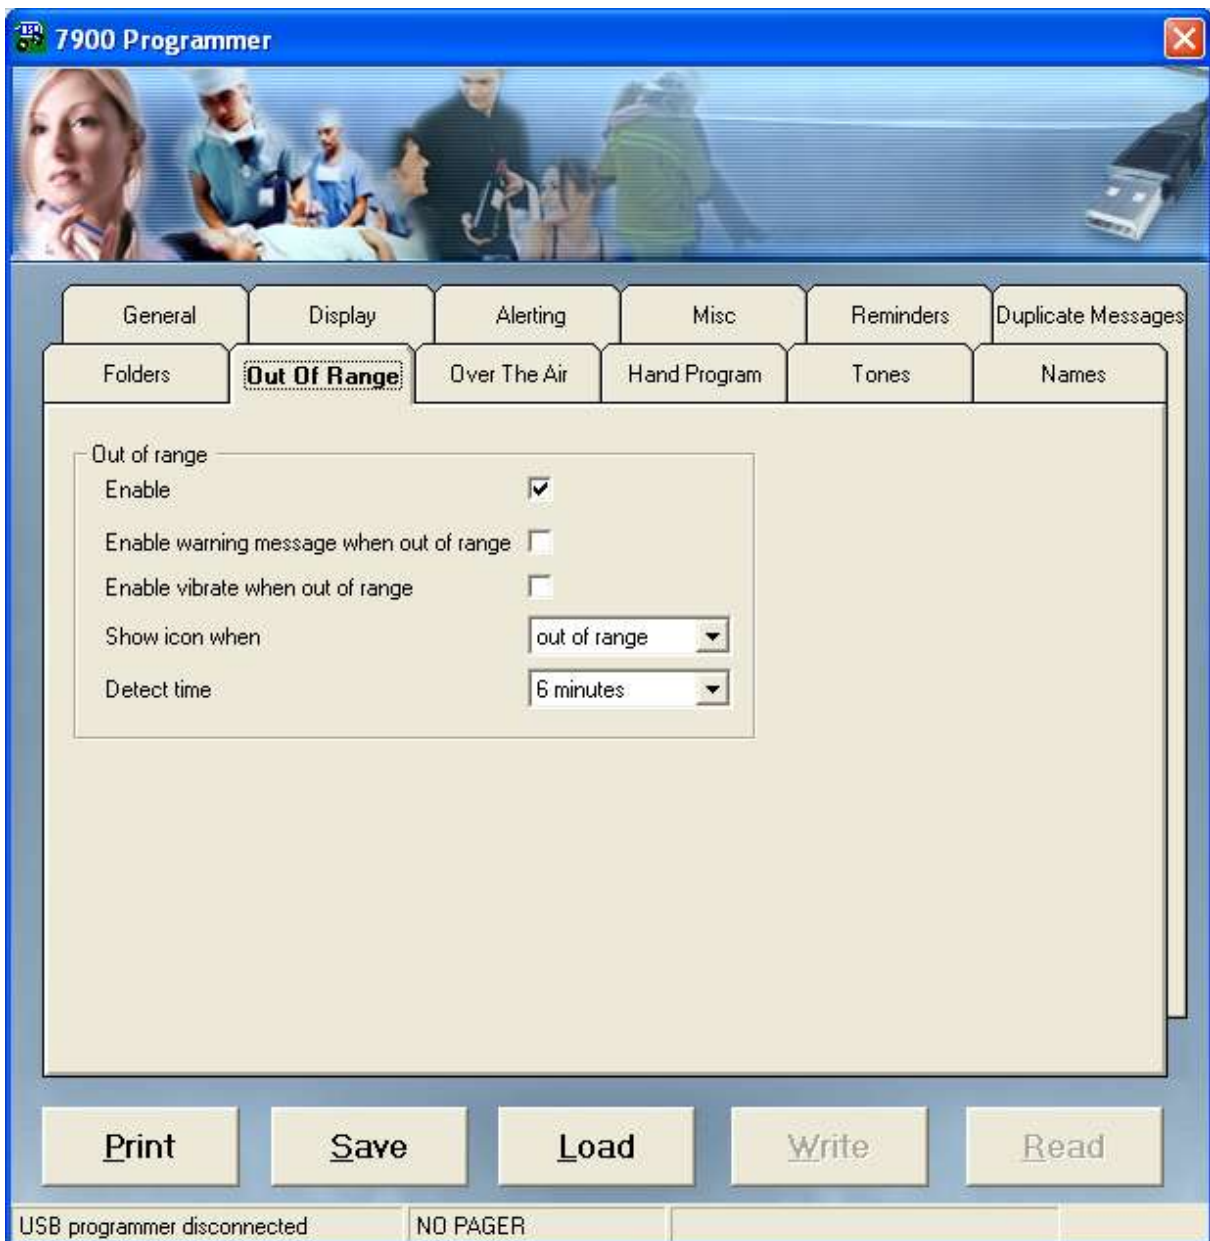 7900 Programmer
General Display Alerting Misc Reminders Duplicate Messages
Folders Out Of Range Over The Air Hand Program Tones Names
Out of range
Enable
Enable warning message when out of range
Enable vibrate when out of range
Show icon when out of range
Detect time 6 minutes
Print Save Load Write Read
USB programmer disconnected NO PAGER